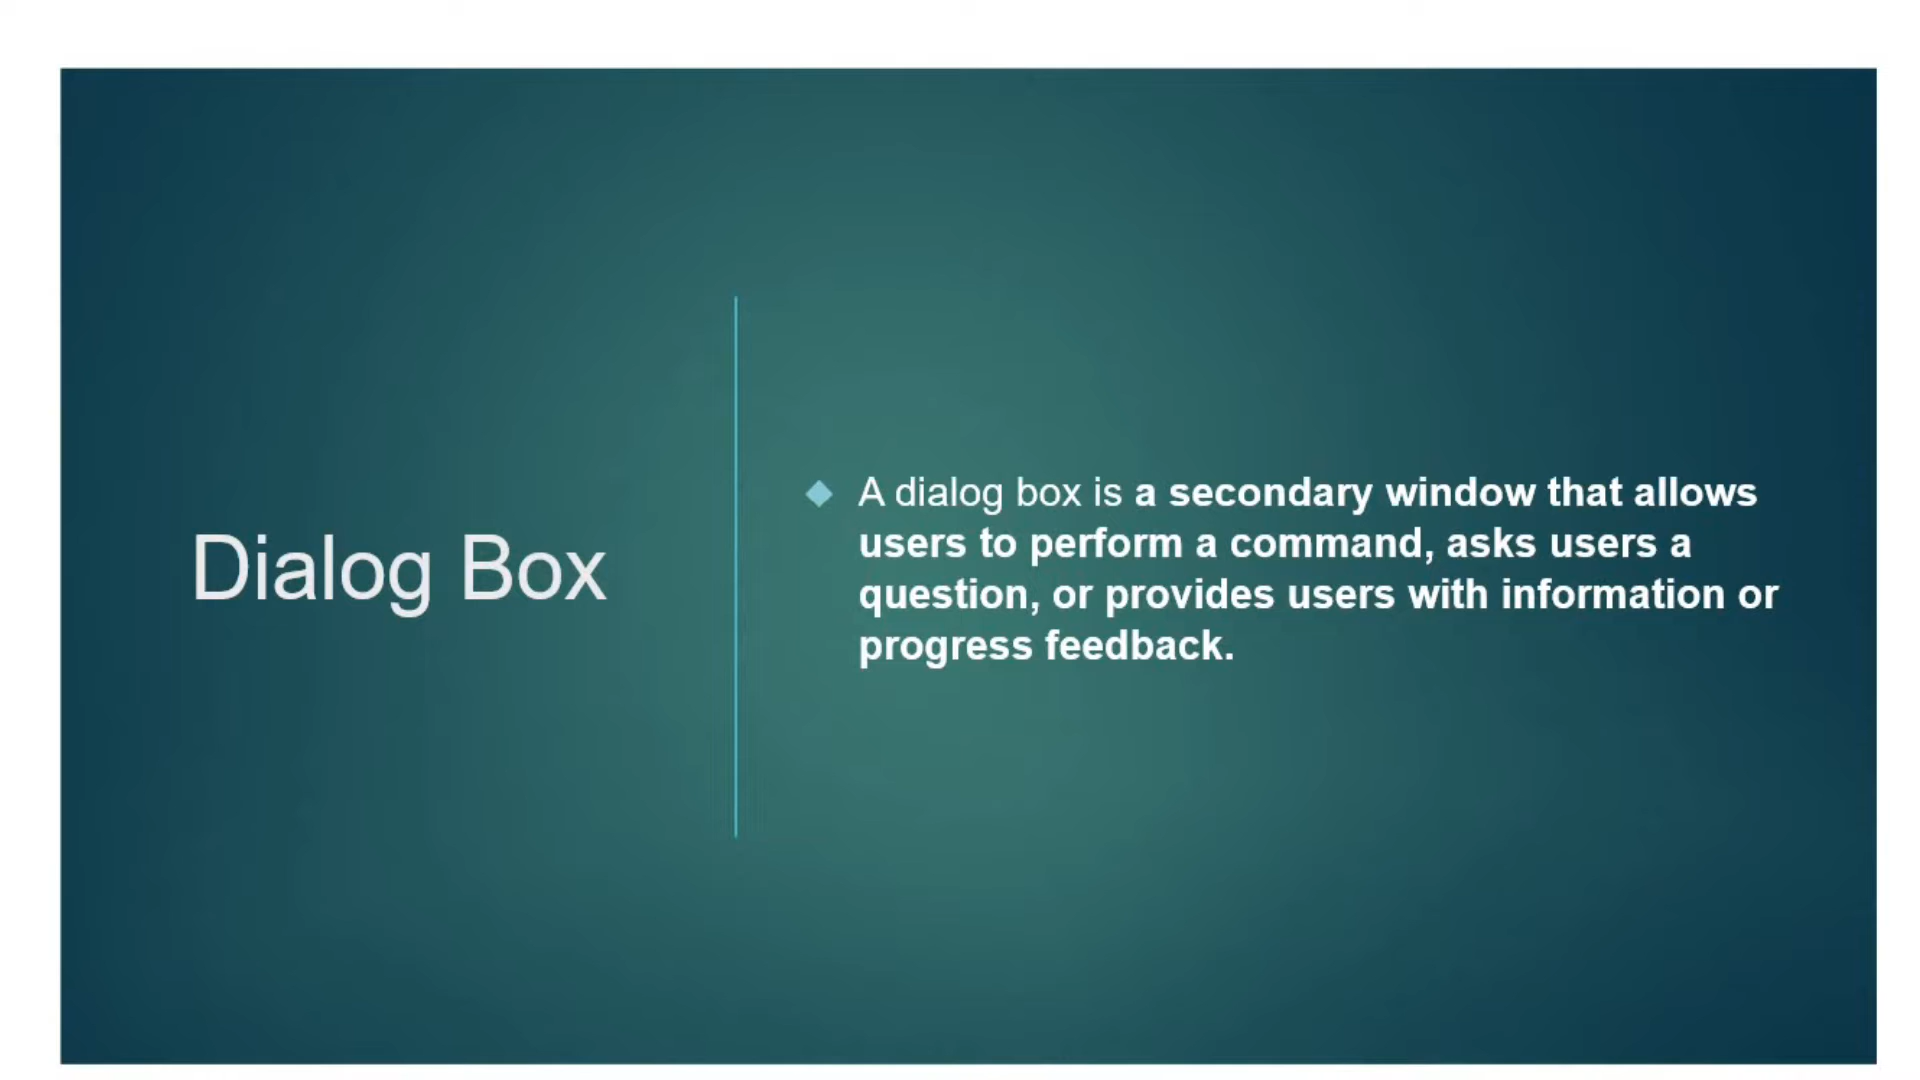 Dialog Box
A dialog box is a secondary window that allows
users to perform a command, asks users a
question, or provides users with information or
progress feedback.